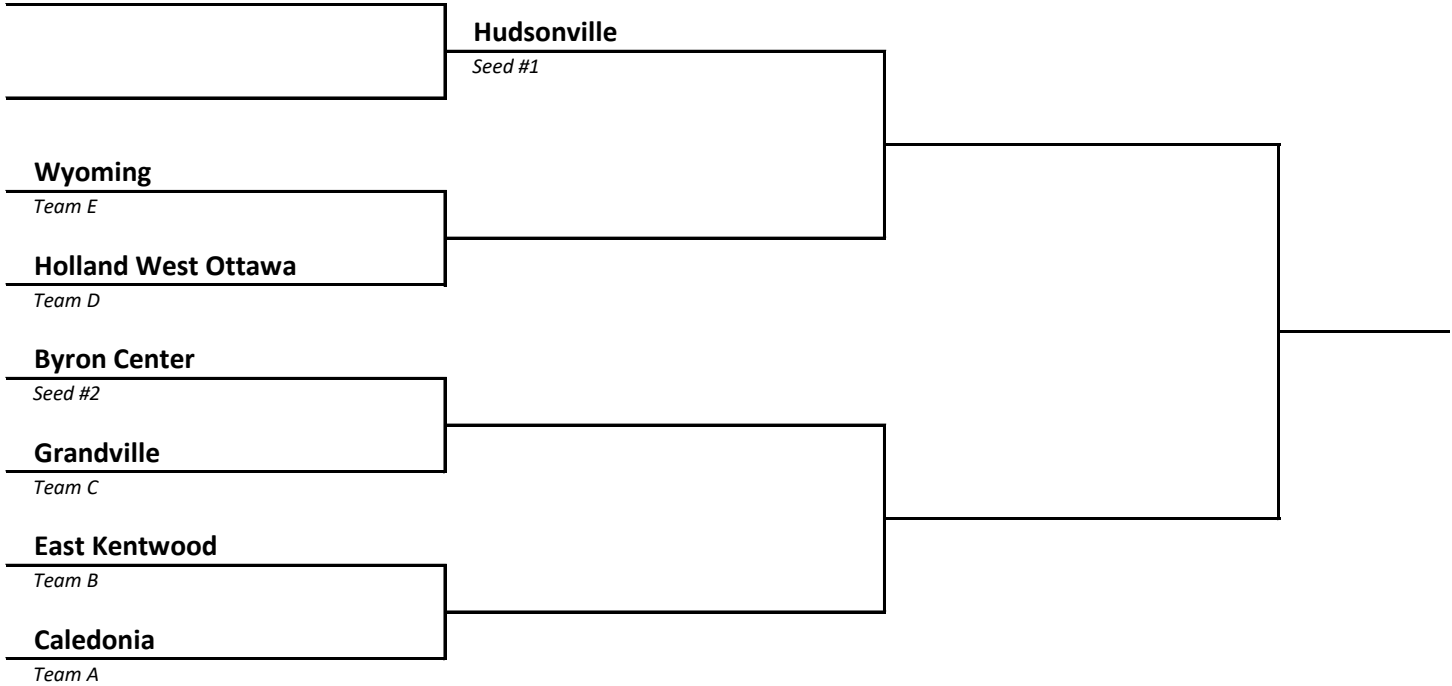 Hudsonville
Seed #1
Wyoming
Team E
Holland West Ottawa
Team D
Byron Center
Seed #2
Grandville
Team C
East Kentwood
Team B
Caledonia
Team A